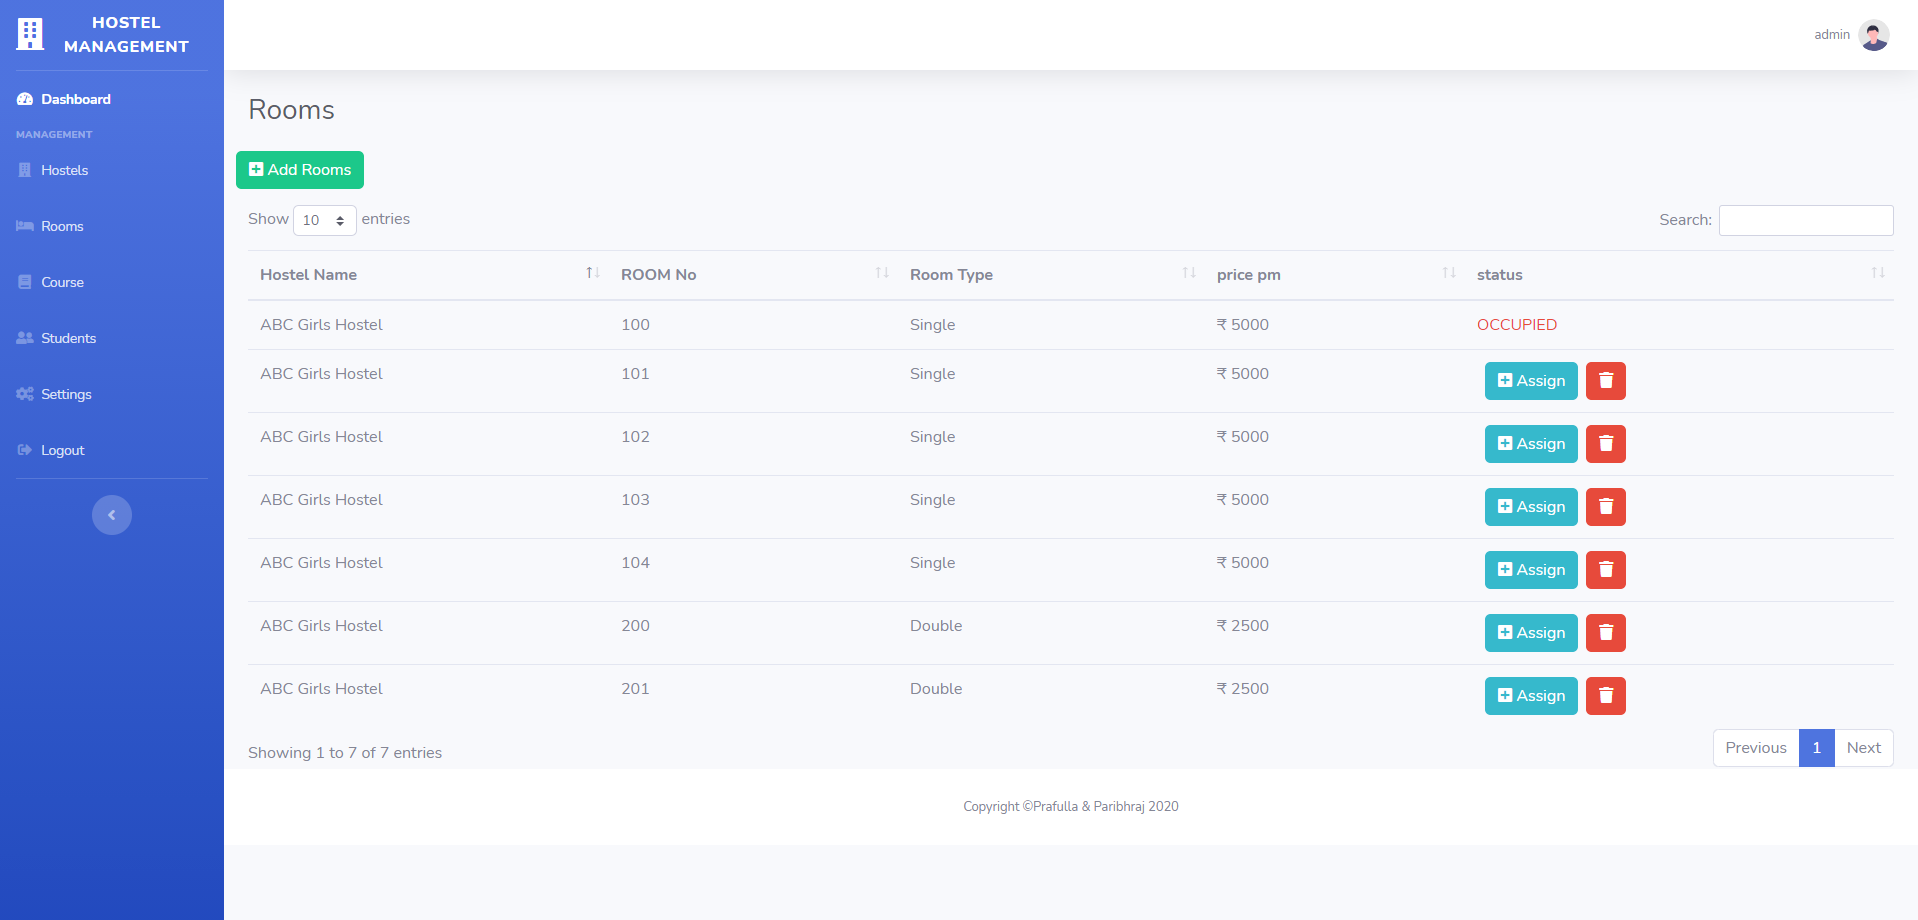 HOSTEL
MANAGEMENT
admin
Dashboard
MANAGEMENT
Hostels
Rooms
Course
Students
Settings
Logout
Rooms
Add Rooms
Show 10 entries
Search:
Hostel Name ROOM No Room Type price pm status
ABC Girls Hostel 100 Single ₹ 5000 OCCUPIED
ABC Girls Hostel 101 Single ₹ 5000 Assign
ABC Girls Hostel 102 Single ₹ 5000 Assign
ABC Girls Hostel 103 Single ₹ 5000 Assign
ABC Girls Hostel 104 Single ₹ 5000 Assign
ABC Girls Hostel 200 Double ₹ 2500 Assign
ABC Girls Hostel 201 Double ₹ 2500 Assign
Showing 1 to 7 of 7 entries
Previous 1 Next
Copyright ©Prafulla & Paribhraj 2020